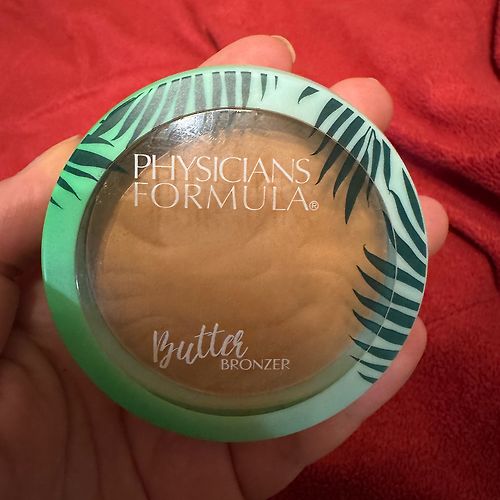 PHYSICIANS
FORMULA®
Butter
BRONZER